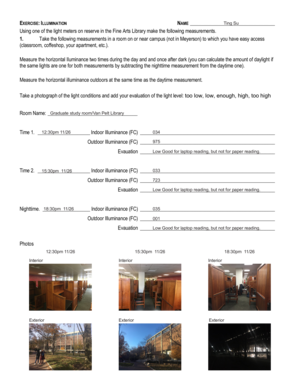 EXERCISE: ILLUMINATION NAME Ting Su
Using one of the light meters on reserve in the Fine Arts Library make the following measurements.
1. Take the following measurements in a room on or near campus (not in Meyerson) to which you have easy access
(classroom, coffeeshop, your apartment, etc.).
Measure the horizontal illuminance two times during the day and once after dark (you can calculate the amount of daylight if
the same lights are one for both measurements by subtracting the nighttime measurement from the daytime one).
Measure the horizontal illuminance outdoors at the same time as the daytime measurement.
Take a photograph of the light conditions and add your evaluation of the light level: too low, low, enough, high, too high
Room Name: Graduate study room/Van Pelt Library
Time 1. 12:30pm 11/26 Indoor Illuminance (FC) 034
Outdoor Illuminance (FC) 975
Evaluation Low Good for laptop reading, but not for paper reading.
Time 2. 15:30pm 11/26 Indoor Illuminance (FC) 033
Outdoor Illuminance (FC) 723
Evaluation Low Good for laptop reading, but not for paper reading.
Nighttime. 18:30pm 11/26 Indoor Illuminance (FC) 035
Outdoor Illuminance (FC) 001
Evaluation Low Good for laptop reading, but not for paper reading.
Photos
12:30pm 11/26 15:30pm 11/26 18:30pm 11/26
Interior Interior Interior
Exterior Exterior Exterior